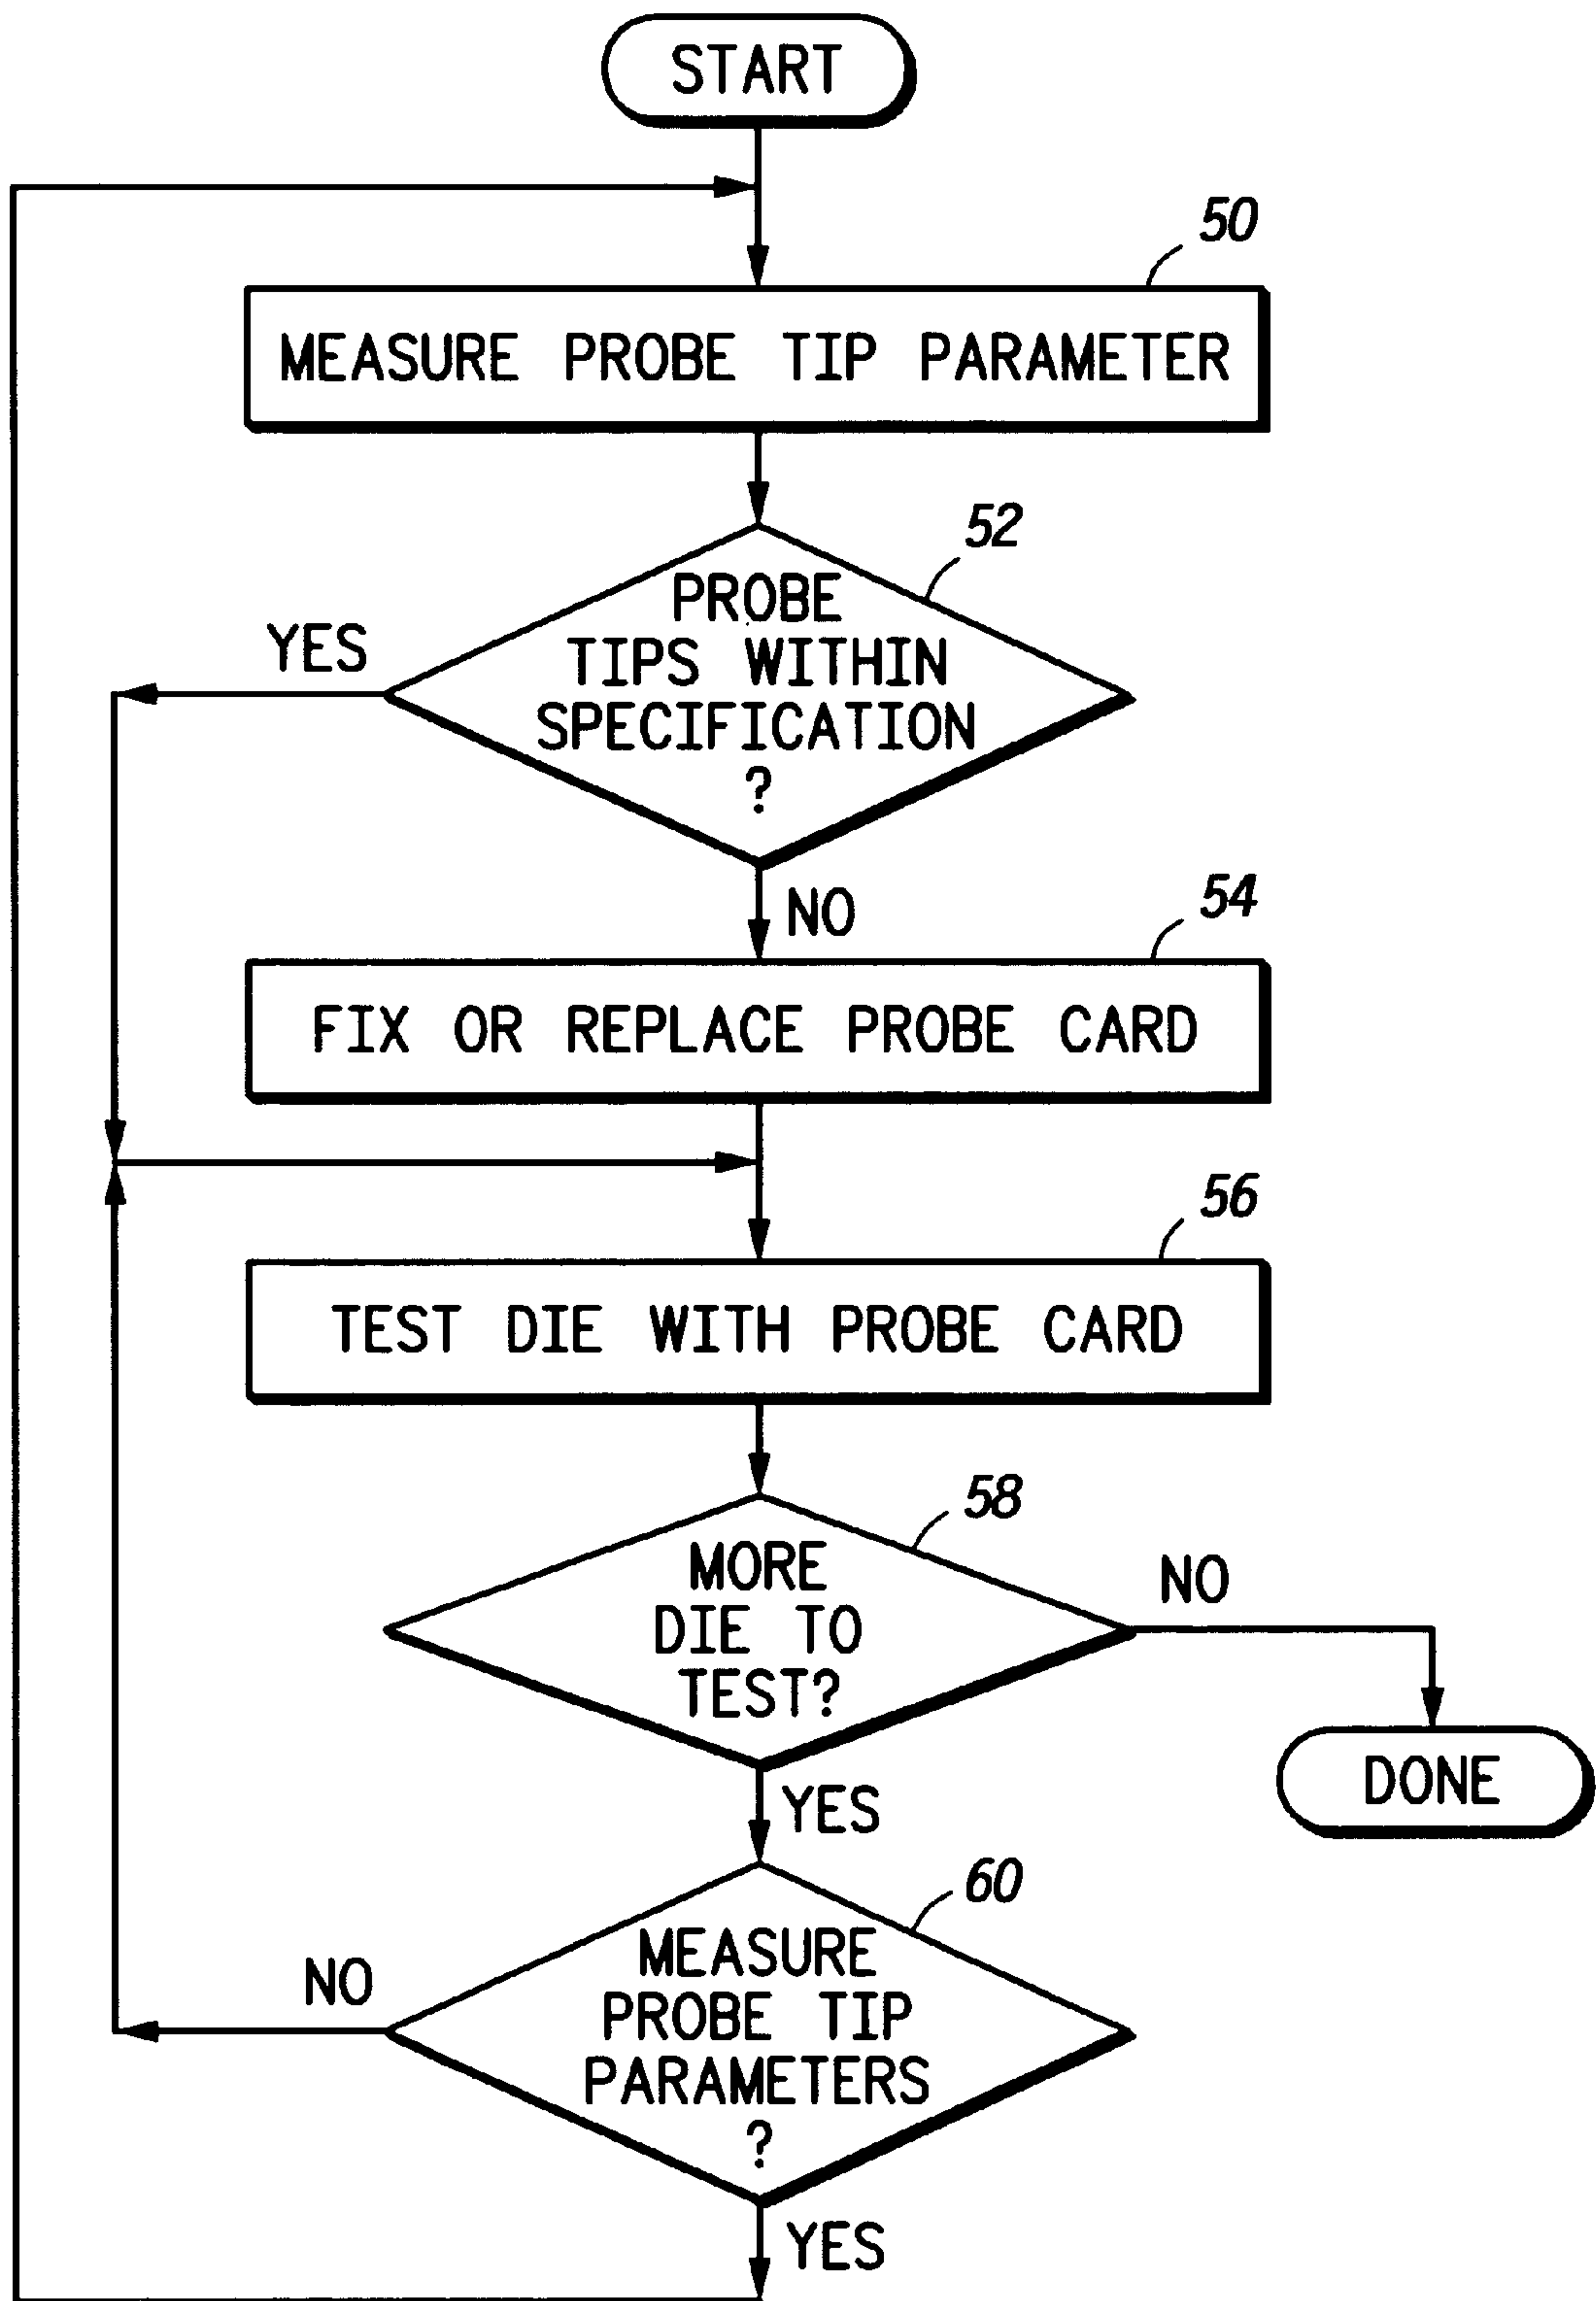 START
50
MEASURE PROBE TIP PARAMETER
52
PROBE
TIPS WITHIN
SPECIFICATION
?
YES
NO
54
FIX OR REPLACE PROBE CARD
56
TEST DIE WITH PROBE CARD
58
MORE
DIE TO
TEST?
NO
DONE
YES
60
MEASURE
PROBE TIP
PARAMETERS
?
NO
YES